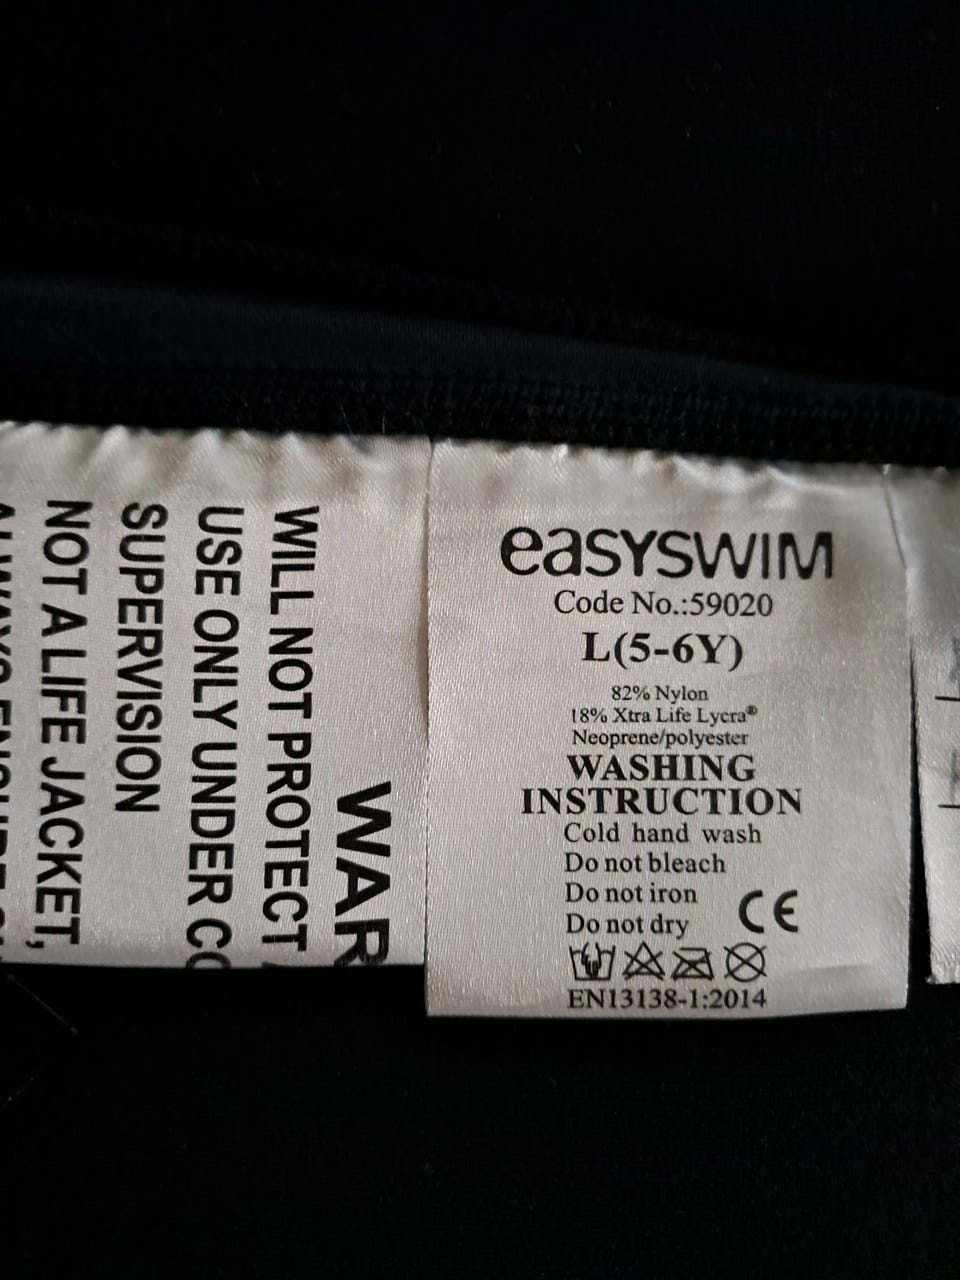 WAR
WILL NOT PROTECT
USE ONLY UNDER
SUPERVISION
NOT A LIFE JACKET,
easYSWIM
Code No.:59020
L(5-6Y)
82% Nylon
18% Xtra Life Lycra®
Neoprene/polyester
WASHING
INSTRUCTION
Cold hand wash
Do not bleach
Do not iron
Do not dry
CE
EN13138-1:2014